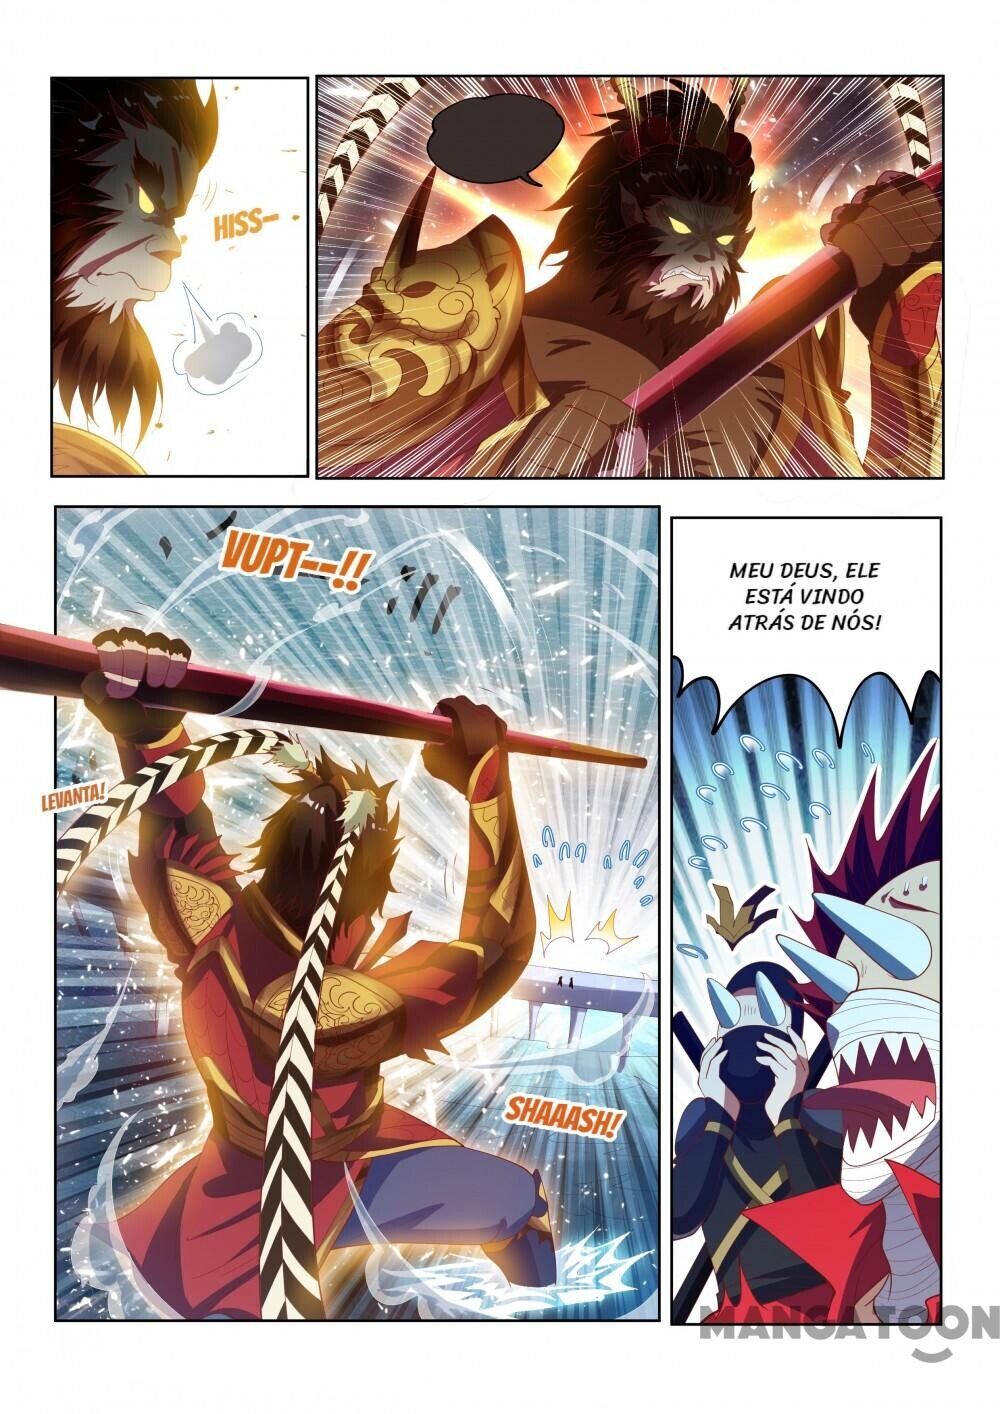 HISS--
VUPT--!!
LEVANTA!
SHAAASH!
MEU DEUS, ELE
ESTÁ VINDO
ATRÁS DE NÓS!
MANGATOON